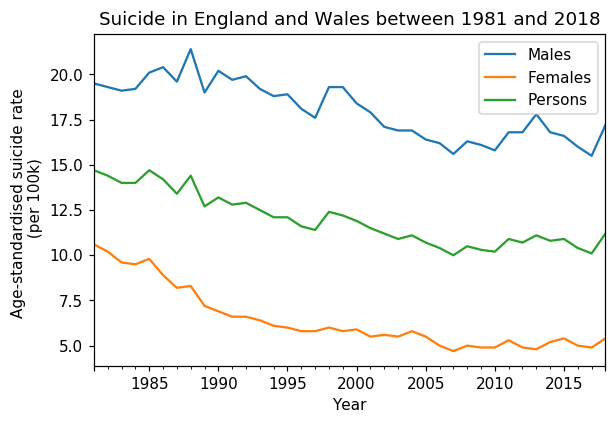 Suicide in England and Wales between 1981 and 2018
Males
Females
Persons
Age-standardised suicide rate
(per 100k)
20.0
17.5
15.0
12.5
10.0
7.5
5.0
1985
1990
1995
2000
2005
2010
2015
Year